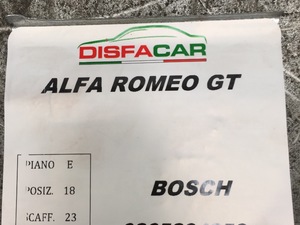 DISFACAR
ALFA ROMEO GT
PIANO E
POSIZ. 18
BOSCH
SCAFF. 23